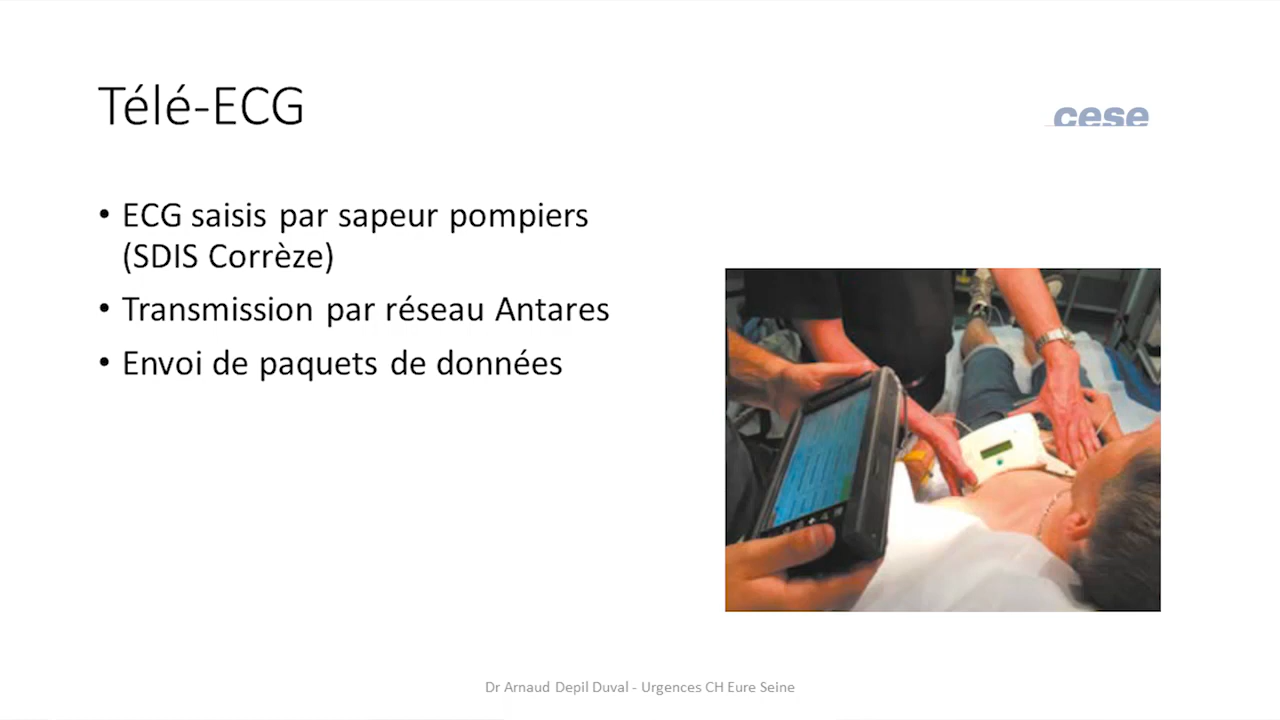 Télé-ECG
cese
• ECG saisis par sapeur pompiers
(SDIS Corrèze)
• Transmission par réseau Antares
• Envoi de paquets de données
Dr Arnaud Depil Duval - Urgences CH Eure Seine